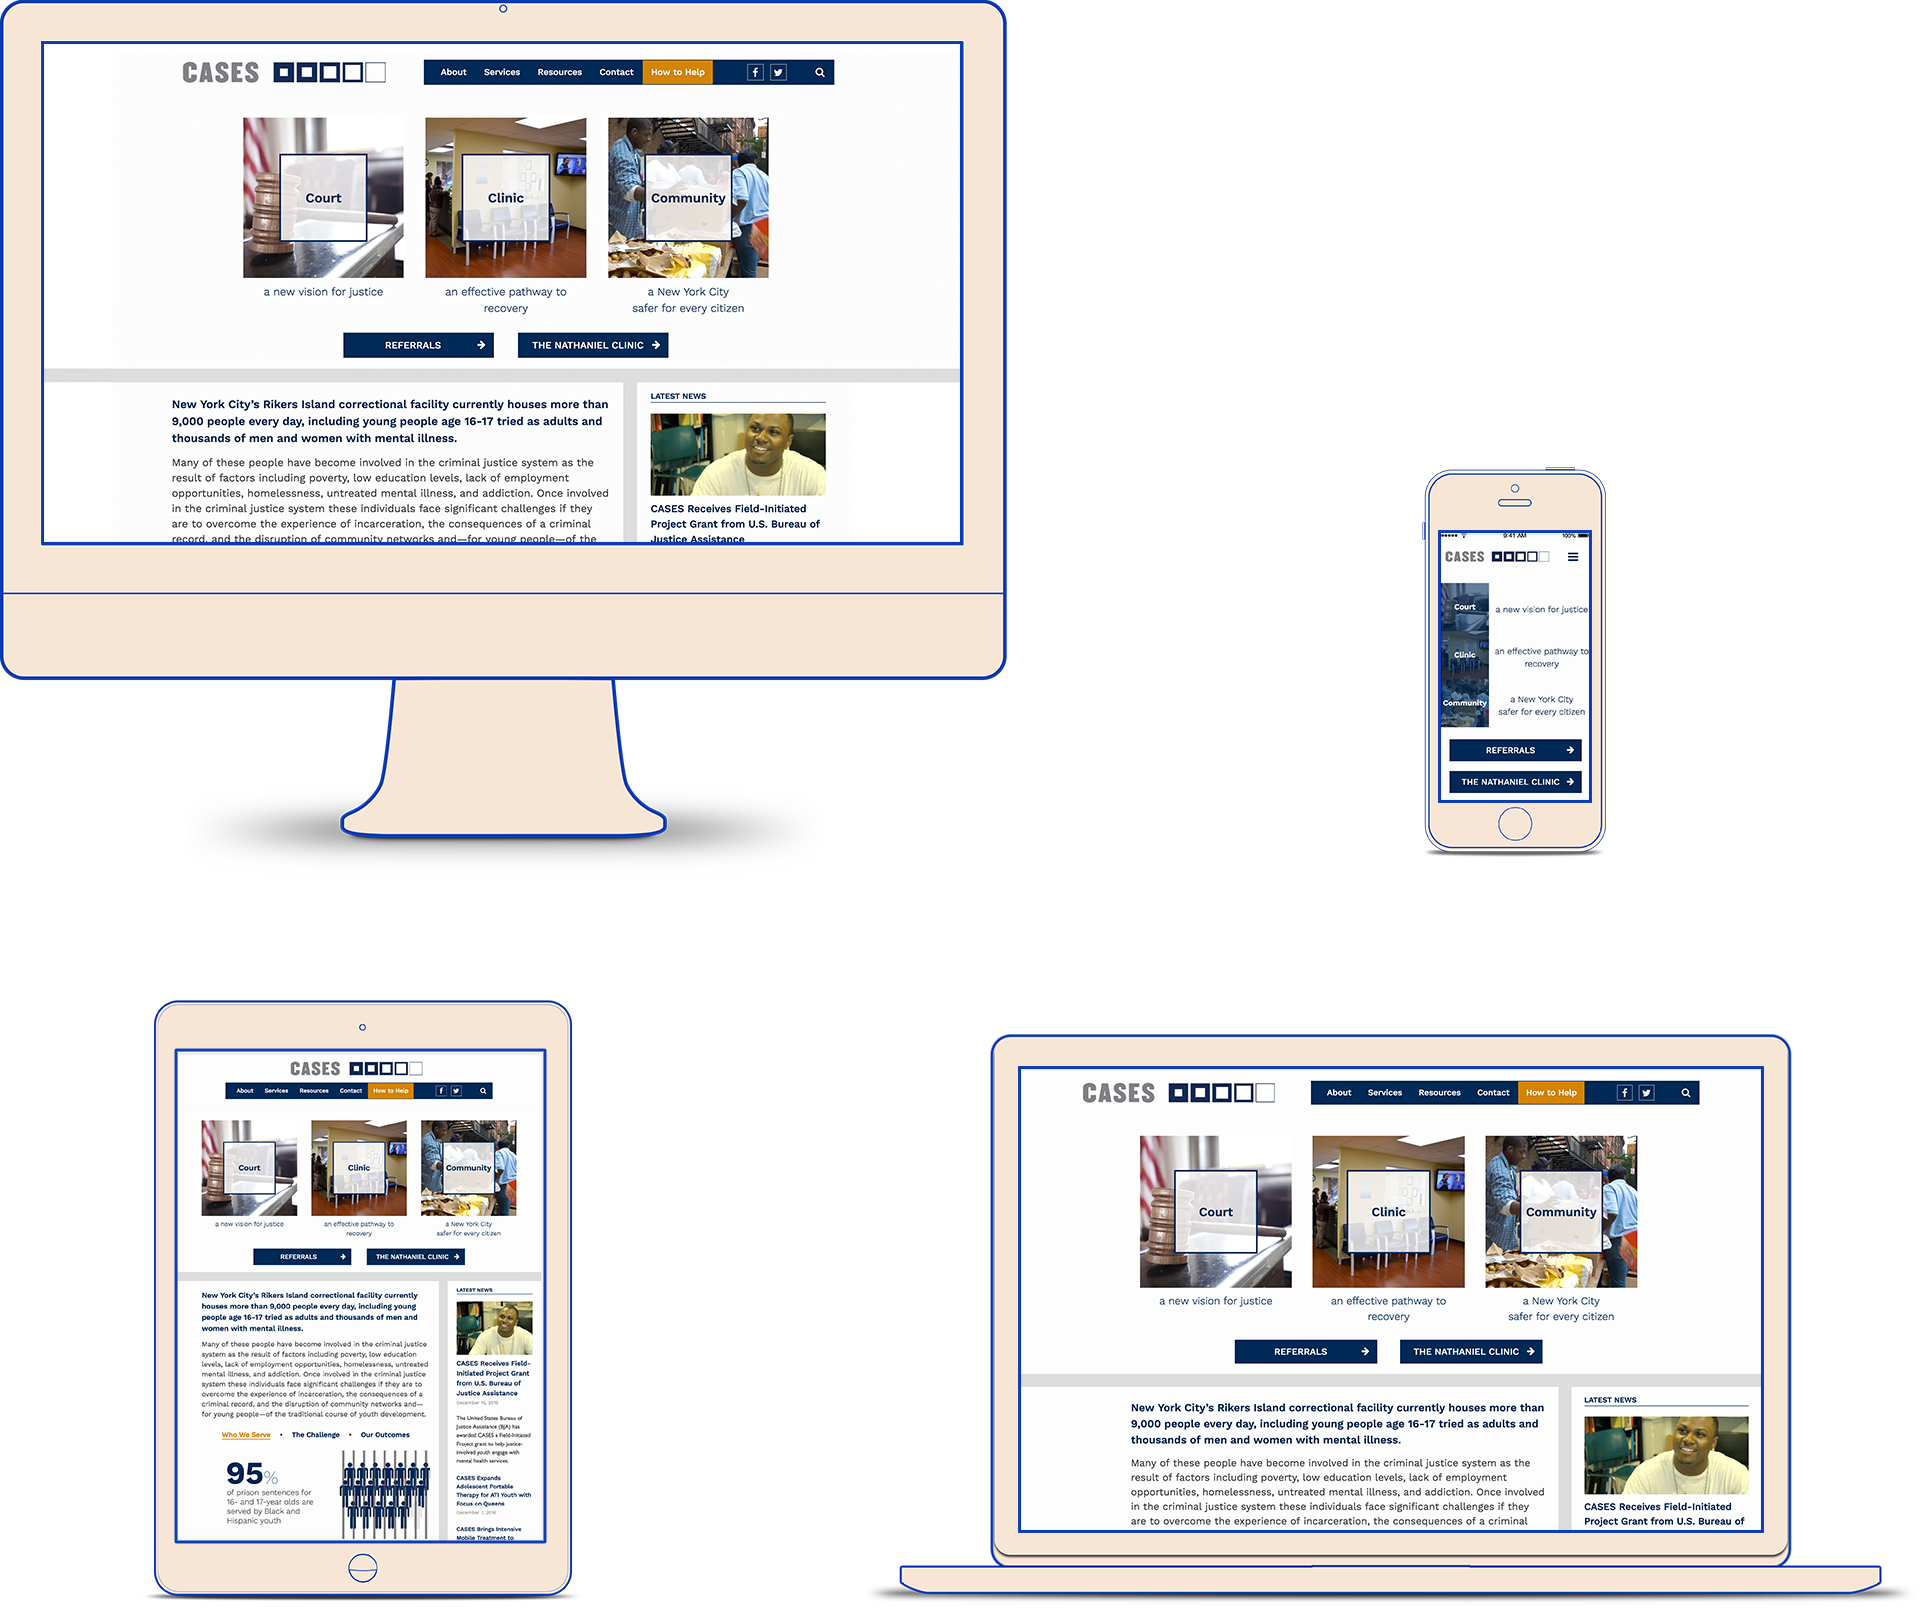 CASES
About Services Resources Contact How to Help
Court
Clinic
Community
a new vision for justice
an effective pathway to
recovery
a New York City
safer for every citizen
REFERRALS
THE NATHANIEL CLINIC
New York City's Rikers Island correctional facility currently houses more than
9,000 people every day, including young people age 16-17 tried as adults and
thousands of men and women with mental illness.
Many of these people have become involved in the criminal justice system as the
result of factors including poverty, low education levels, lack of employment
opportunities, homelessness, untreated mental illness, and addiction. Once involved
in the criminal justice system these individuals face significant challenges if they
are to overcome the experience of incarceration, the consequences of a criminal
record, and the disruption of community networks and—for young people—of the
LATEST NEWS
CASES Receives Field-Initiated
Project Grant from U.S. Bureau of
Justice Assistance
9:41 AM 100%
CASES
Court
a new vision for justice
Clinic
an effective pathway to
recovery
Community
a New York City
safer for every citizen
REFERRALS
THE NATHANIEL CLINIC
CASES
About Services Resources Contact How to Help
Court
Clinic
Community
a new vision for justice
an effective pathway to
recovery
a New York City
safer for every citizen
REFERRALS
THE NATHANIEL CLINIC
New York City's Rikers Island correctional facility currently
houses more than 9,000 people every day, including young
people age 16-17 tried as adults and thousands of men and
women with mental illness.
Many of these people have become involved in the criminal justice
system as the result of factors including poverty, low education
levels, lack of employment opportunities, homelessness, untreated
mental illness, and addiction. Once involved in the criminal justice
system these individuals face significant challenges if they are to
overcome the experience of incarceration, the consequences of a
criminal record, and the disruption of community networks and—
for young people—of the traditional course of youth development.
Who We Serve • The Challenge • Our Outcomes
95%
of prison sentences for
16- and 17-year olds are
served by Black and
Hispanic youth
LATEST NEWS
CASES Receives Field-
Initiated Project Grant
from U.S. Bureau of
Justice Assistance
December 15, 2016
The United States Bureau of
Justice Assistance (BJA) has
awarded CASES a Field-Initiated
Project grant to help justice-
involved youth engage with
mental health services.
CASES Expands
Adolescent Portable
Therapy for ATI Youth with
Focus on Queens
December 7, 2016
CASES Brings Intensive
Mobile Treatment to
CASES
About Services Resources Contact How to Help
Court
Clinic
Community
a new vision for justice
an effective pathway to
recovery
a New York City
safer for every citizen
REFERRALS
THE NATHANIEL CLINIC
New York City's Rikers Island correctional facility currently houses more than
9,000 people every day, including young people age 16-17 tried as adults and
thousands of men and women with mental illness.
Many of these people have become involved in the criminal justice system as the
result of factors including poverty, low education levels, lack of employment
opportunities, homelessness, untreated mental illness, and addiction. Once involved
in the criminal justice system these individuals face significant challenges if they
are to overcome the experience of incarceration, the consequences of a criminal
LATEST NEWS
CASES Receives Field-Initiated
Project Grant from U.S. Bureau of